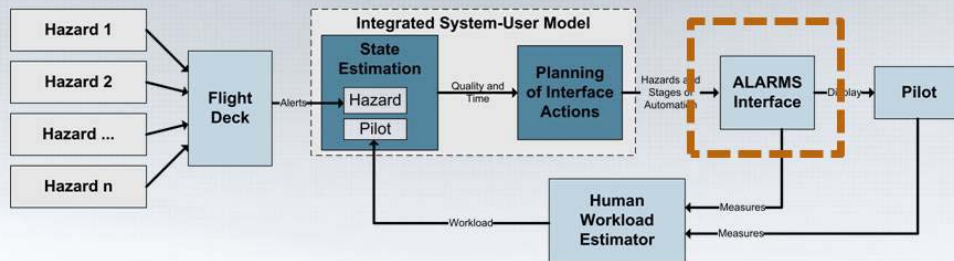 Integrated System-User Model
Hazard 1
Hazard 2
Hazard ...
Hazard n
Flight
Deck
Alerts
State
Estimation
Hazard
Pilot
Quality and
Time
Planning
of Interface
Actions
Hazards and
Stages of
Automation
ALARMS
Interface
Display
Pilot
Human
Workload
Estimator
Workload
Measures
Measures